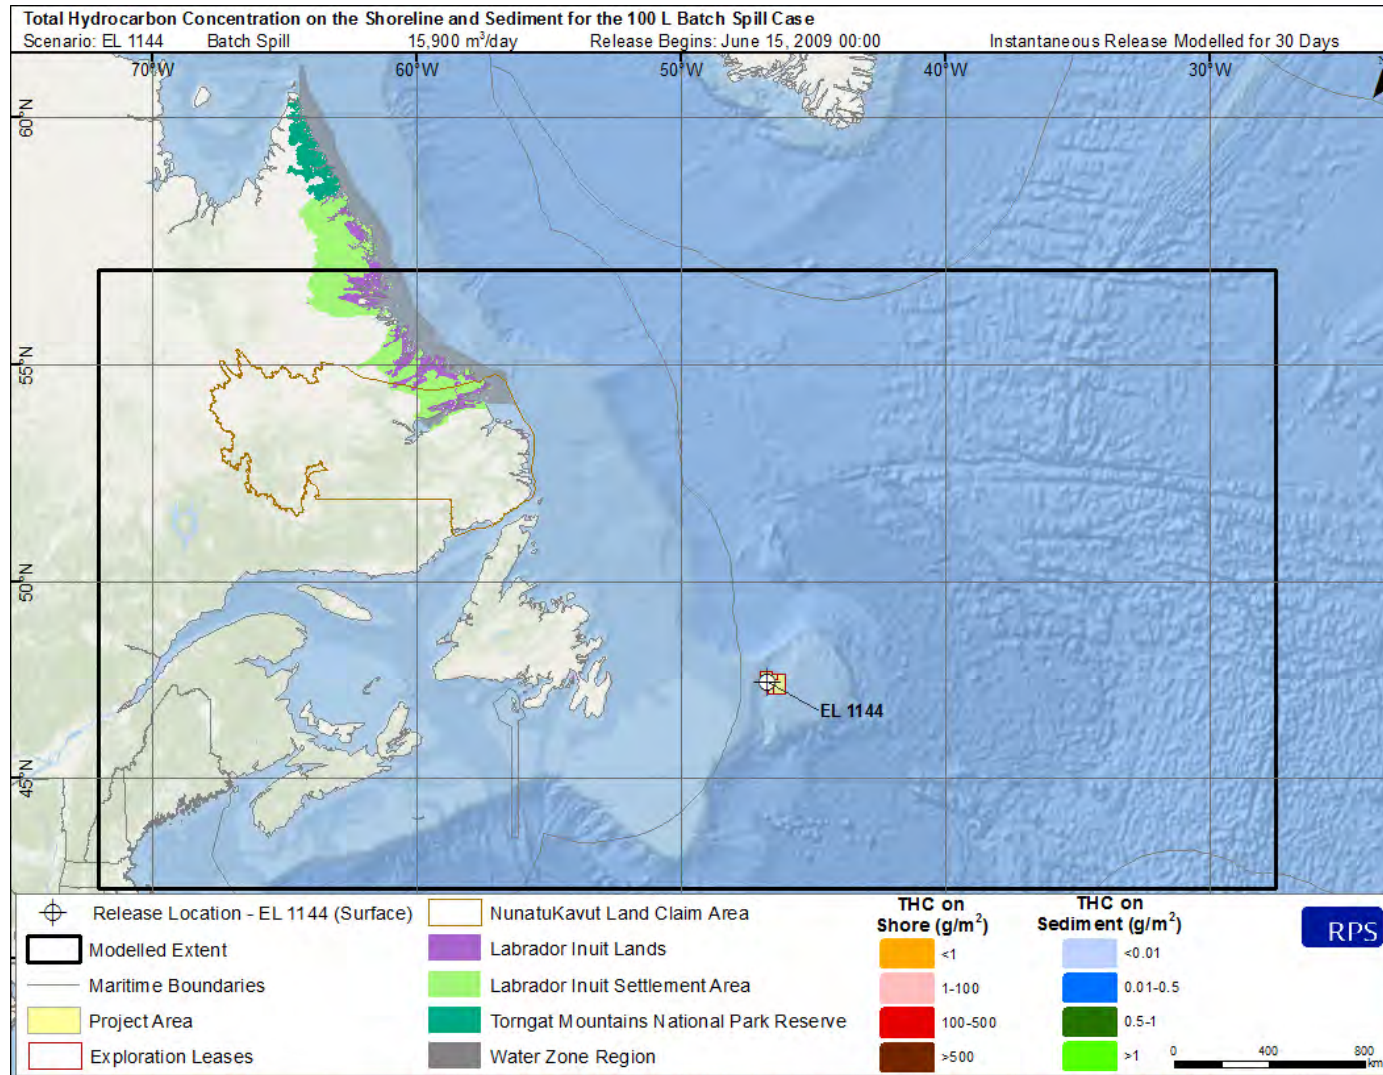 Total Hydrocarbon Concentration on the Shoreline and Sediment for the 100 L Batch Spill Case
Scenario: EL 1144 Batch Spill 15,900 m³/day Release Begins: June 15, 2009 00:00 Instantaneous Release Modelled for 30 Days
70°W 60°W 50°W 40°W 30°W
60°N
55°N
50°N
45°N
EL 1144
Release Location - EL 1144 (Surface)
Modelled Extent
Maritime Boundaries
Project Area
Exploration Leases
NunatuKavut Land Claim Area
Labrador Inuit Lands
Labrador Inuit Settlement Area
Torngat Mountains National Park Reserve
Water Zone Region
THC on
Shore (g/m²)
<1
1-100
100-500
>500
THC on
Sediment (g/m²)
<0.01
0.01-0.5
0.5-1
>1
RPS
0 400 800
km